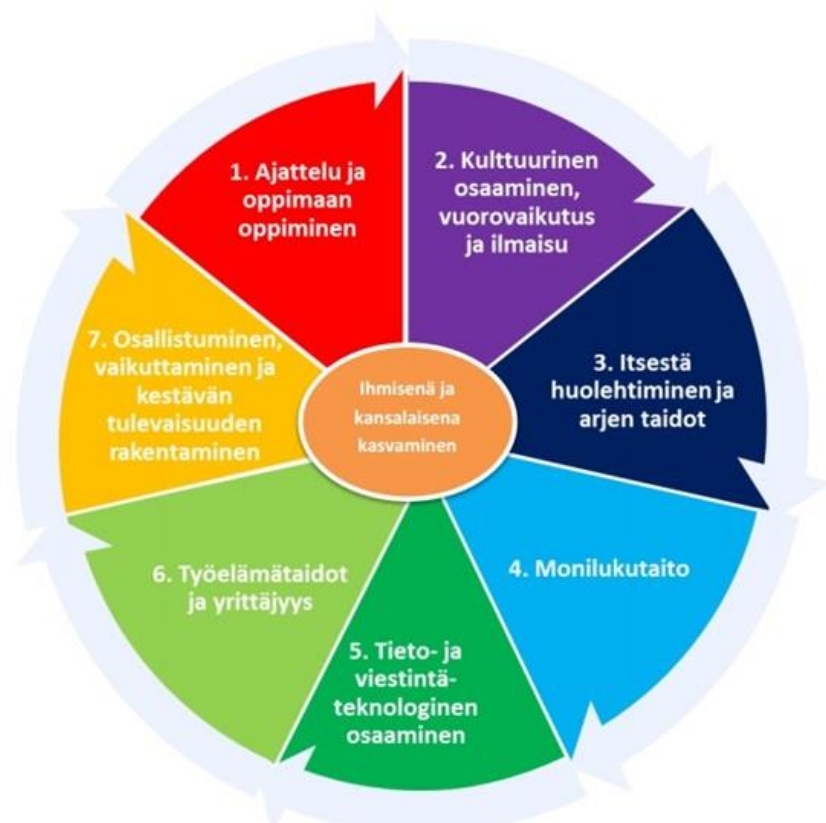 1. Ajattelu ja
oppimaan
oppiminen
2. Kulttuurinen
osaaminen,
vuorovaikutus
ja ilmaisu
3. Itsestä
huolehtiminen ja
arjen taidot
4. Monilukutaito
5. Tieto- ja
viestintä-
teknologinen
osaaminen
6. Työelämätaidot
ja yrittäjyys
7. Osallistuminen,
vaikuttaminen ja
kestävän
tulevaisuuden
rakentaminen
Ihmisenä ja
kansalaisena
kasvaminen